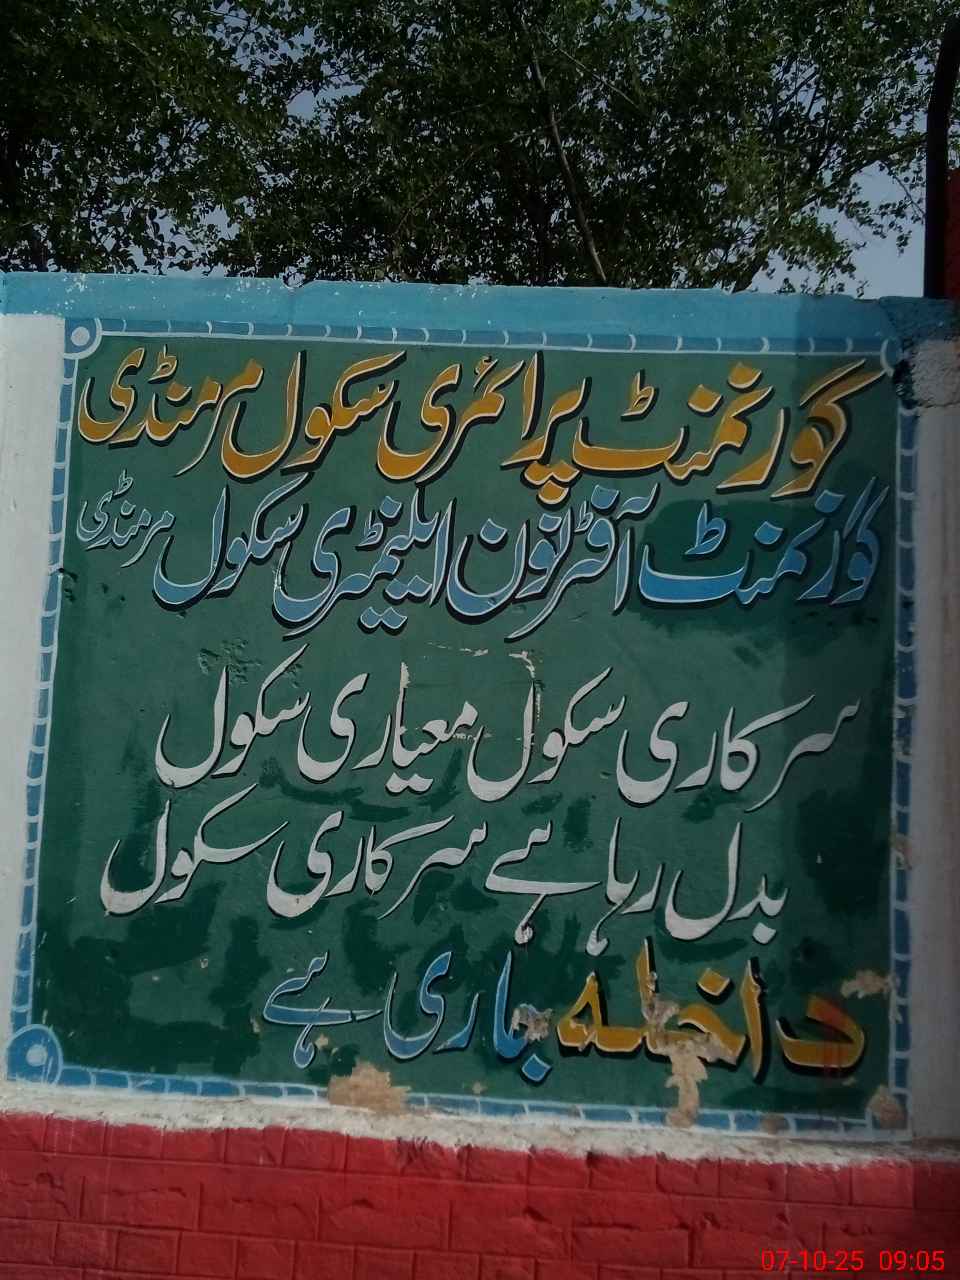 گورنمنٹ پرائمری سکول مرمنڈی
گورنمنٹ آفٹرنون ایلیمنٹری سکول مرمنڈی
سرکاری سکول معیاری سکول
بدل رہا ہے سرکاری سکول
داخلہ جاری ہے
07-10-25 09:05